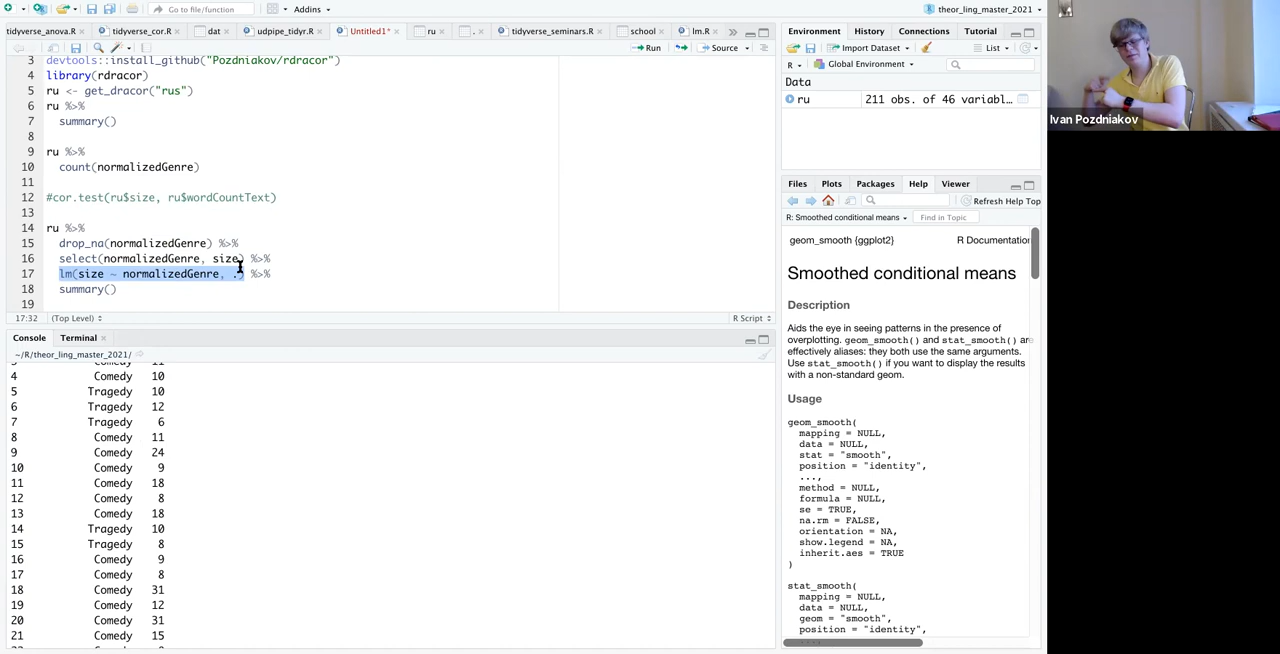 Go to file/function
Addins
theor_ling_master_2021
tidyverse_anova.R
tidyverse_cor.R
dat
udpipe_tidyr.R
Untitled1*
ru
.
tidyverse_seminars.R
school
lm.R
Run
Source
3 devtools::install_github("Pozdniakov/rdracor")
4 library(rdracor)
5 ru <- get_dracor("rus")
6 ru %>%
7 summary()
8
9 ru %>%
10 count(normalizedGenre)
11
12 #cor.test(ru$size, ru$wordCountText)
13
14 ru %>%
15 drop_na(normalizedGenre) %>%
16 select(normalizedGenre, size) %>%
17 lm(size ~ normalizedGenre, .) %>%
18 summary()
19
17:32 (Top Level) R Script
Console Terminal
~/R/theor_ling_master_2021/
4 Comedy 10
5 Tragedy 10
6 Tragedy 12
7 Tragedy 6
8 Comedy 11
9 Comedy 24
10 Comedy 9
11 Comedy 18
12 Comedy 8
13 Comedy 18
14 Tragedy 10
15 Tragedy 8
16 Comedy 9
17 Comedy 8
18 Comedy 31
19 Comedy 12
20 Comedy 31
21 Comedy 15
Environment History Connections Tutorial
Import Dataset List
R Global Environment
Data
ru 211 obs. of 46 variabl…
Files Plots Packages Help Viewer
Refresh Help Top
R: Smoothed conditional means Find in Topic
geom_smooth {ggplot2} R Documentation
Smoothed conditional means
Description
Aids the eye in seeing patterns in the presence of
overplotting. geom_smooth() and stat_smooth() are
effectively aliases: they both use the same arguments.
Use stat_smooth() if you want to display the results
with a non-standard geom.
Usage
geom_smooth(
mapping = NULL,
data = NULL,
stat = "smooth",
position = "identity",
...,
method = NULL,
formula = NULL,
se = TRUE,
na.rm = FALSE,
orientation = NA,
show.legend = NA,
inherit.aes = TRUE
)
stat_smooth(
mapping = NULL,
data = NULL,
geom = "smooth",
position = "identity",
Ivan Pozdniakov